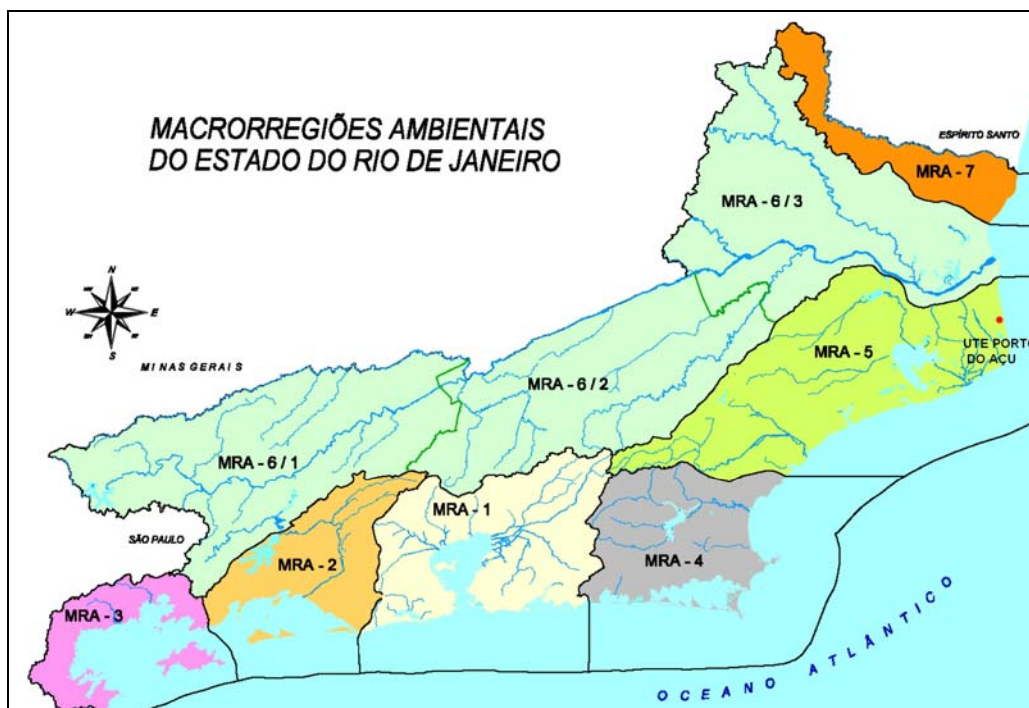 MACRORREGIÕES AMBIENTAIS
DO ESTADO DO RIO DE JANEIRO
ESPÍRITO SANTO
MRA - 7
MRA - 6 / 3
N
W
E
S
MINAS GERAIS
MRA - 5
UTE PORTO
DO AÇU
MRA - 6 / 2
MRA - 6 / 1
MRA - 1
SÃO PAULO
MRA - 2
MRA - 4
MRA - 3
OCEANO ATLÂNTICO